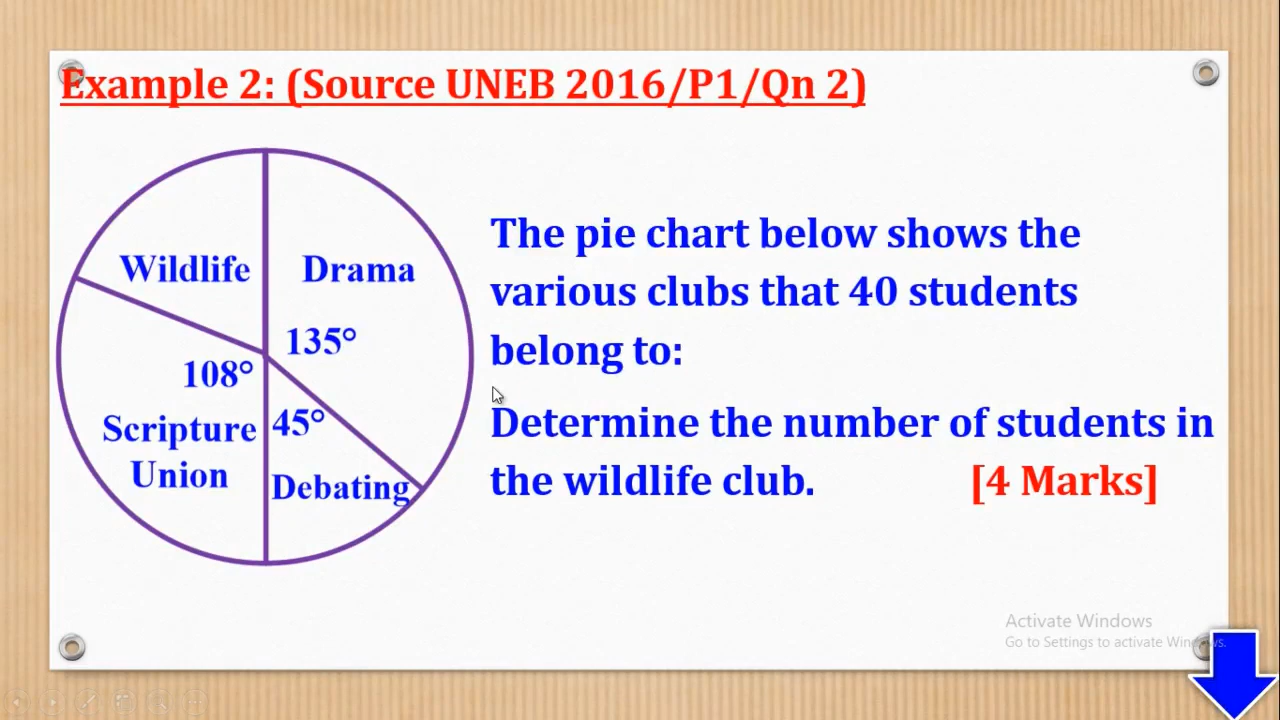 Example 2: (Source UNEB 2016/P1/Qn 2)
Wildlife
Drama
135°
108°
45°
Scripture
Union
Debating
The pie chart below shows the
various clubs that 40 students
belong to:
Determine the number of students in
the wildlife club. [4 Marks]
Activate Windows
Go to Settings to activate Windows.